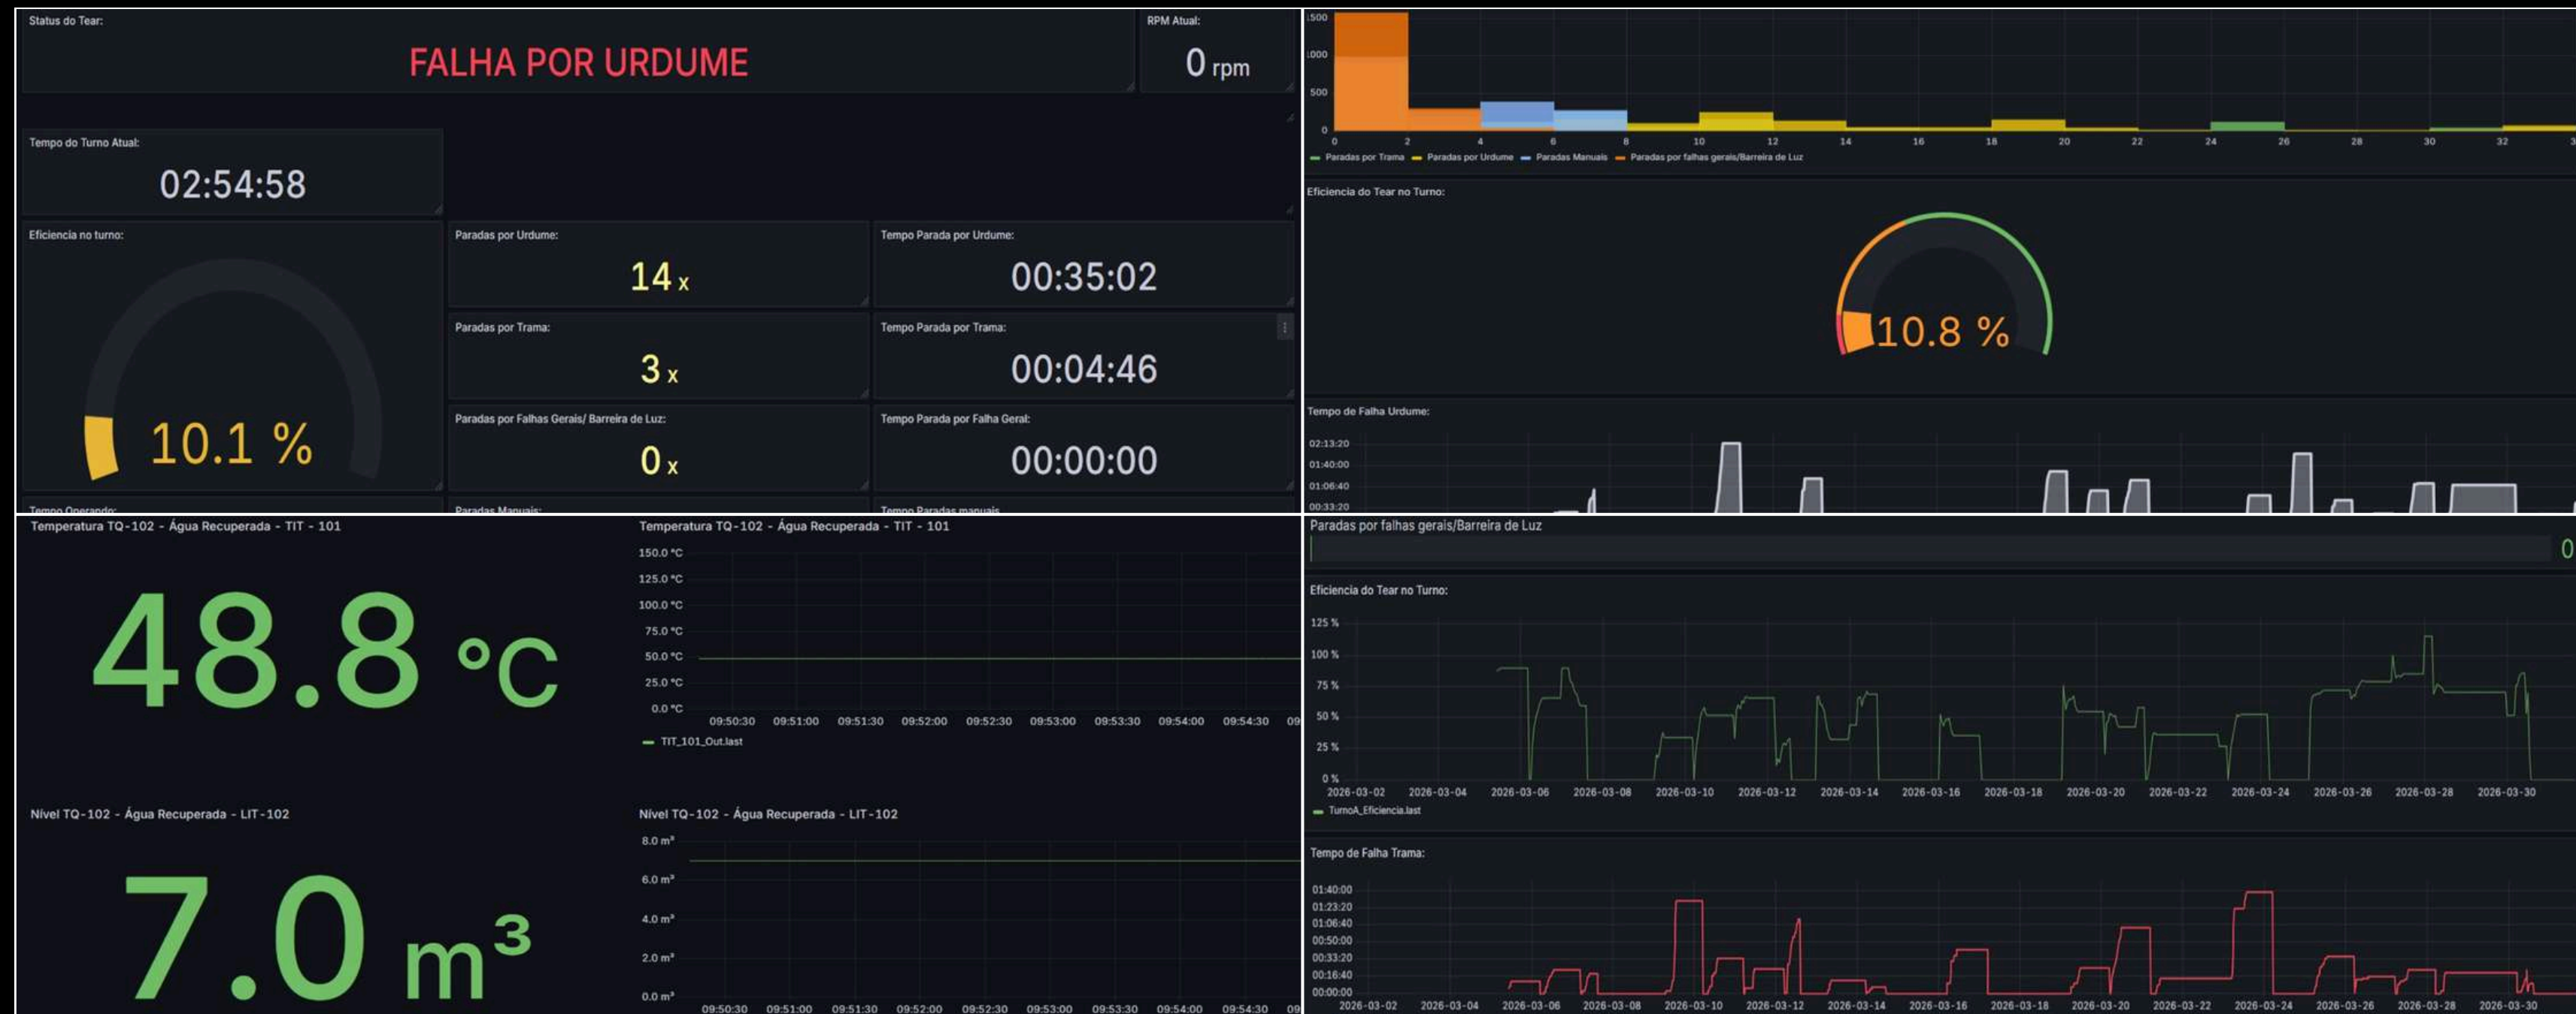 Status do Tear:
FALHA POR URDUME
RPM Atual:
0 rpm
Tempo do Turno Atual:
02:54:58
Eficiencia no turno:
10.1 %
Paradas por Urdume:
14 x
Tempo Parada por Urdume:
00:35:02
Paradas por Trama:
3 x
Tempo Parada por Trama:
00:04:46
Paradas por Falhas Gerais/ Barreira de Luz:
0 x
Tempo Parada por Falha Geral:
00:00:00
Tempo Operando:
Paradas Manuais:
Tempo Paradas manuais
500
000
500
0
0 2 4 6 8 10 12 14 16 18 20 22 24 26 28 30 32
Paradas por Trama Paradas por Urdume Paradas Manuais Paradas por falhas gerais/Barreira de Luz
Eficiencia do Tear no Turno:
10.8 %
Tempo de Falha Urdume:
02:13:20
01:40:00
01:06:40
00:33:20
Temperatura TQ-102 - Água Recuperada - TIT - 101
48.8 °C
Temperatura TQ-102 - Água Recuperada - TIT - 101
150.0 °C
125.0 °C
100.0 °C
75.0 °C
50.0 °C
25.0 °C
0.0 °C
09:50:30 09:51:00 09:51:30 09:52:00 09:52:30 09:53:00 09:53:30 09:54:00 09:54:30 09
TIT_101_Out.last
Nível TQ-102 - Água Recuperada - LIT-102
7.0 m³
Nível TQ-102 - Água Recuperada - LIT-102
8.0 m³
6.0 m³
4.0 m³
2.0 m³
0.0 m³
09:50:30 09:51:00 09:51:30 09:52:00 09:52:30 09:53:00 09:53:30 09:54:00 09:54:30 09
Paradas por falhas gerais/Barreira de Luz
0
Eficiencia do Tear no Turno:
125 %
100 %
75 %
50 %
25 %
0 %
2026-03-02 2026-03-04 2026-03-06 2026-03-08 2026-03-10 2026-03-12 2026-03-14 2026-03-16 2026-03-18 2026-03-20 2026-03-22 2026-03-24 2026-03-26 2026-03-28 2026-03-30
TurnoA_Eficiencia.last
Tempo de Falha Trama:
01:40:00
01:23:20
01:06:40
00:50:00
00:33:20
00:16:40
00:00:00
2026-03-02 2026-03-04 2026-03-06 2026-03-08 2026-03-10 2026-03-12 2026-03-14 2026-03-16 2026-03-18 2026-03-20 2026-03-22 2026-03-24 2026-03-26 2026-03-28 2026-03-30